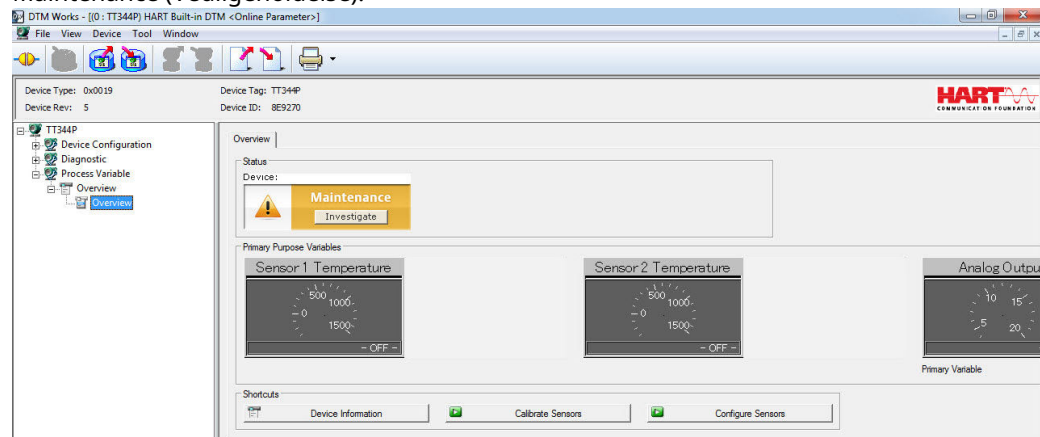 DTM Works - [(0 : TT344P) HART Built-in DTM <Online Parameter>]
File View Device Tool Window
Device Type: 0x0019
Device Tag: TT344P
Device Rev: 5
Device ID: 8E9270
HART
COMMUNICATION FOUNDATION
TT344P
Device Configuration
Diagnostic
Process Variable
Overview
Overview
Overview
Status
Device:
Maintenance
Investigate
Primary Purpose Variables
Sensor 1 Temperature
0 500 1000 1500
- OFF -
Sensor 2 Temperature
0 500 1000 1500
- OFF -
Analog Outpu
5 10 15 20
Primary Variable
Shortcuts
Device Information
Calibrate Sensors
Configure Sensors